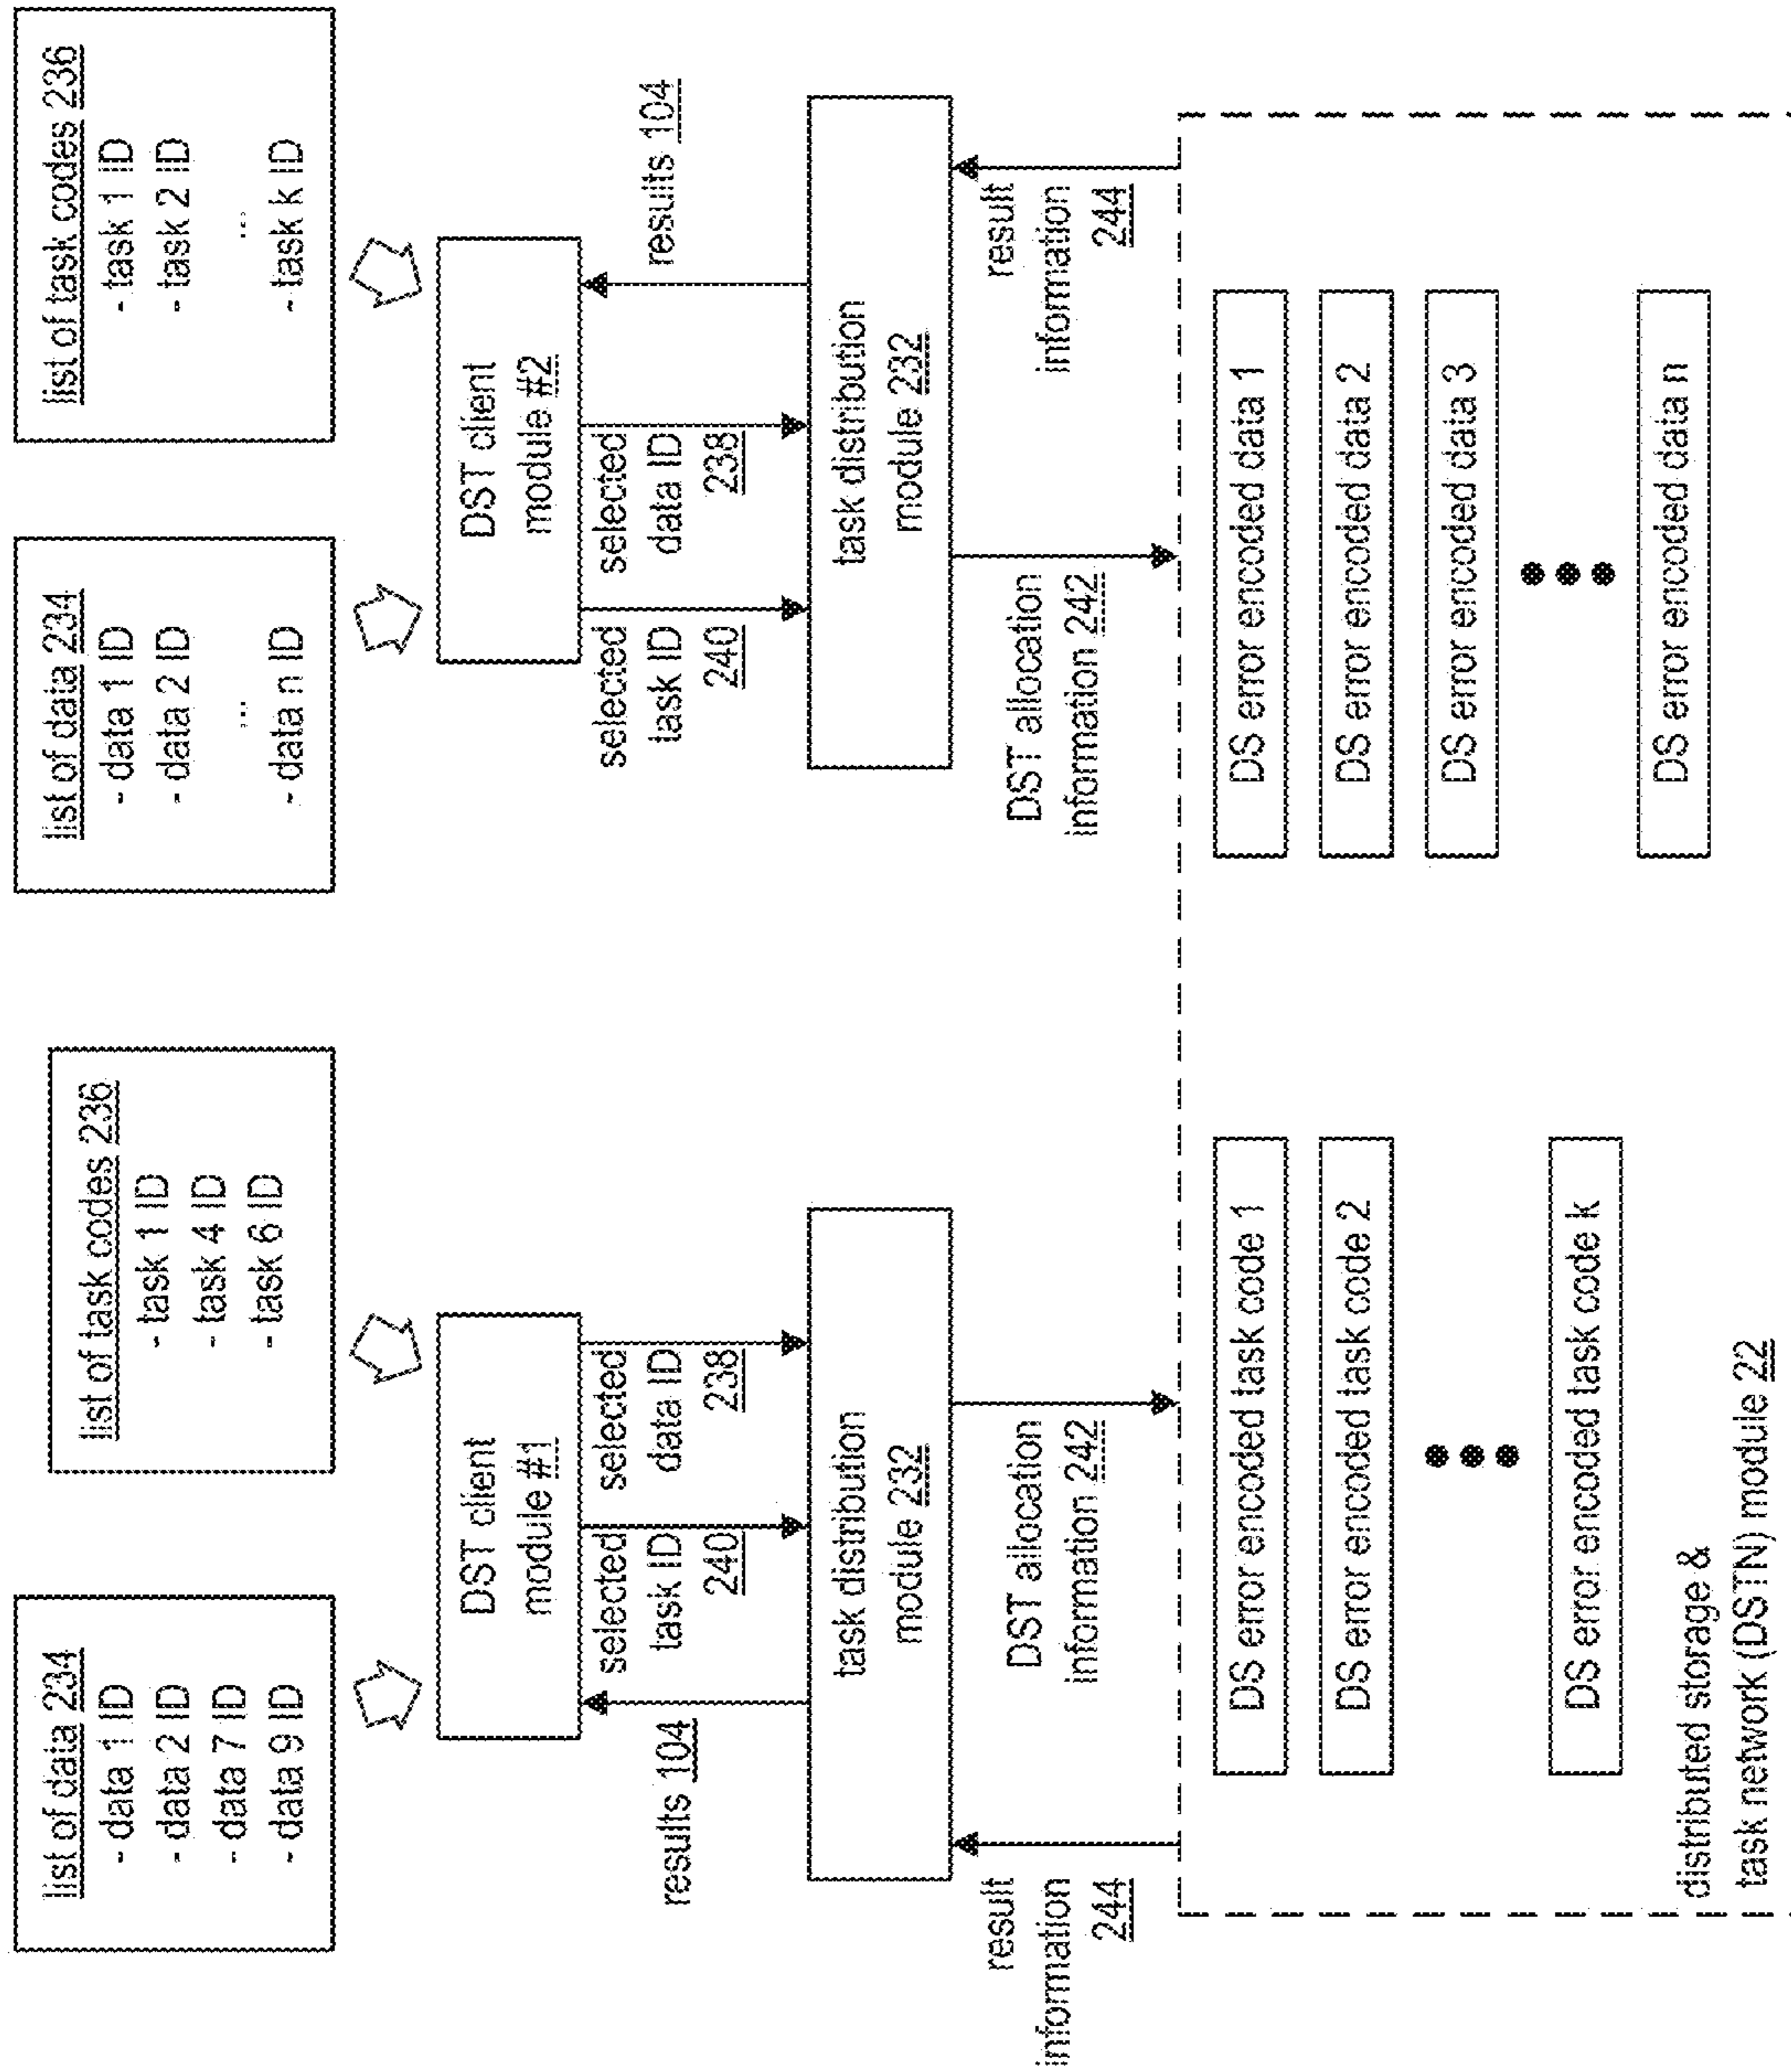 list of data 234
- data 1 ID
- data 2 ID
- data 7 ID
- data 9 ID
list of task codes 236
- task 1 ID
- task 4 ID
- task 6 ID
DST client
module #1
results 104
selected
task ID
240
selected
data ID
238
task distribution
module 232
result
information
244
DST allocation
information 242
list of data 234
- data 1 ID
- data 2 ID
...
- data n ID
list of task codes 236
- task 1 ID
- task 2 ID
...
- task k ID
DST client
module #2
selected
task ID
240
selected
data ID
238
results 104
task distribution
module 232
DST allocation
information 242
result
information
244
DS error encoded task code 1
DS error encoded task code 2
DS error encoded task code k
distributed storage &
task network (DSTN) module 22
DS error encoded data 1
DS error encoded data 2
DS error encoded data 3
DS error encoded data n